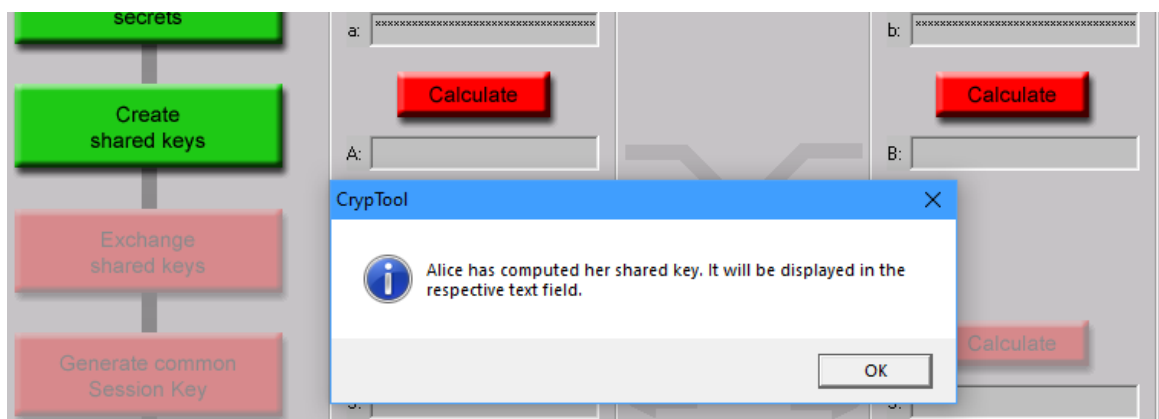 secrets
a: ************************************
b: ************************************
Calculate
Calculate
Create
shared keys
A:
B:
CrypTool
Exchange
shared keys
Alice has computed her shared key. It will be displayed in the
respective text field.
Calculate
Generate common
Session Key
OK
S:
S: